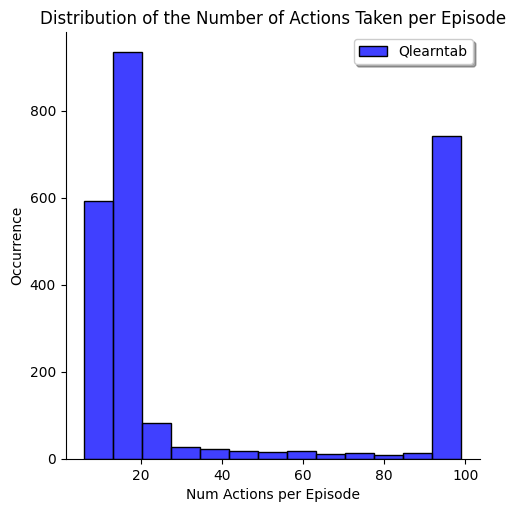 Distribution of the Number of Actions Taken per Episode
Qlearntab
800
600
400
200
0
Occurrence
20
40
60
80
100
Num Actions per Episode